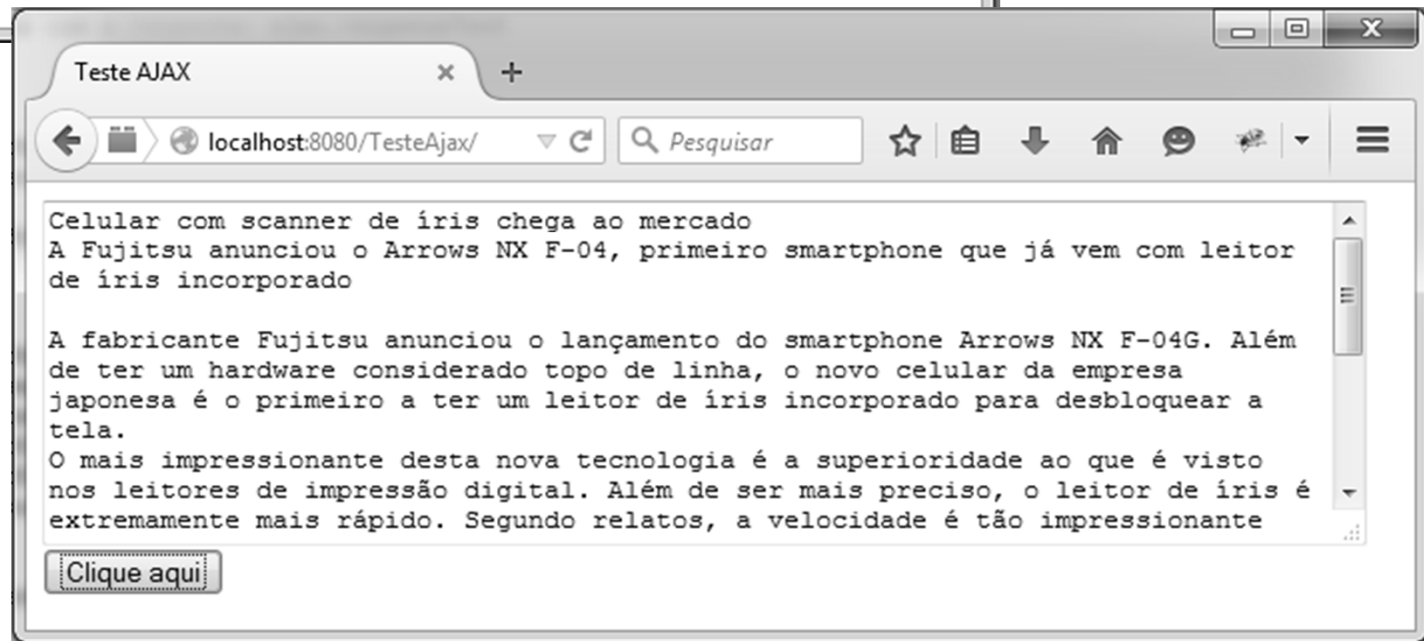 Teste AJAX
localhost:8080/TesteAjax/
Pesquisar
Celular com scanner de íris chega ao mercado
A Fujitsu anunciou o Arrows NX F-04, primeiro smartphone que já vem com leitor
de íris incorporado
A fabricante Fujitsu anunciou o lançamento do smartphone Arrows NX F-04G. Além
de ter um hardware considerado topo de linha, o novo celular da empresa
japonesa é o primeiro a ter um leitor de íris incorporado para desbloquear a
tela.
O mais impressionante desta nova tecnologia é a superioridade ao que é visto
nos leitores de impressão digital. Além de ser mais preciso, o leitor de íris é
extremamente mais rápido. Segundo relatos, a velocidade é tão impressionante
Clique aqui